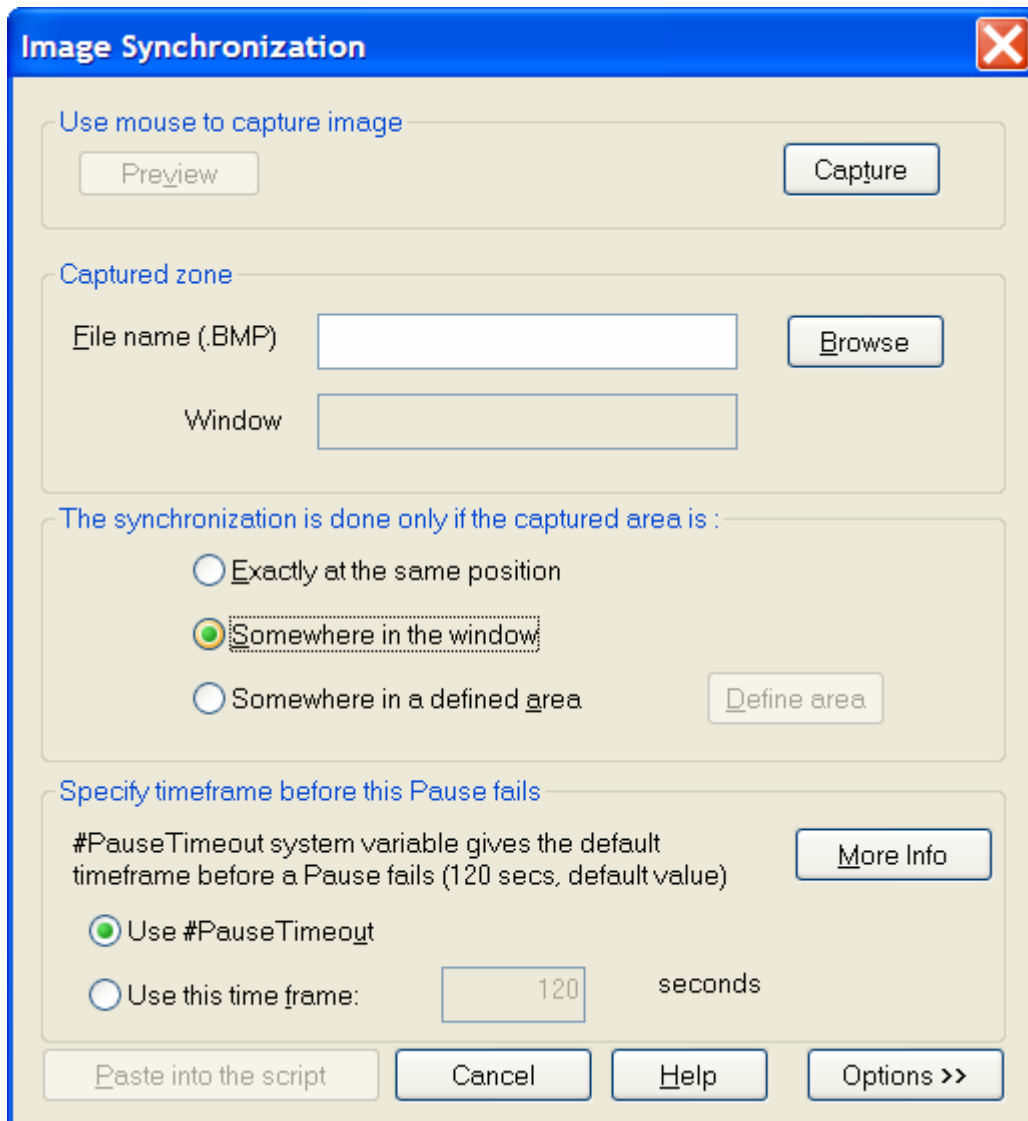 Image Synchronization
Use mouse to capture image
Preview
Capture
Captured zone
File name (.BMP)
Browse
Window
The synchronization is done only if the captured area is :
Exactly at the same position
Somewhere in the window
Somewhere in a defined area
Define area
Specify timeframe before this Pause fails
#PauseTimeout system variable gives the default
timeframe before a Pause fails (120 secs, default value)
More Info
Use #PauseTimeout
Use this time frame:
120
seconds
Paste into the script
Cancel
Help
Options >>